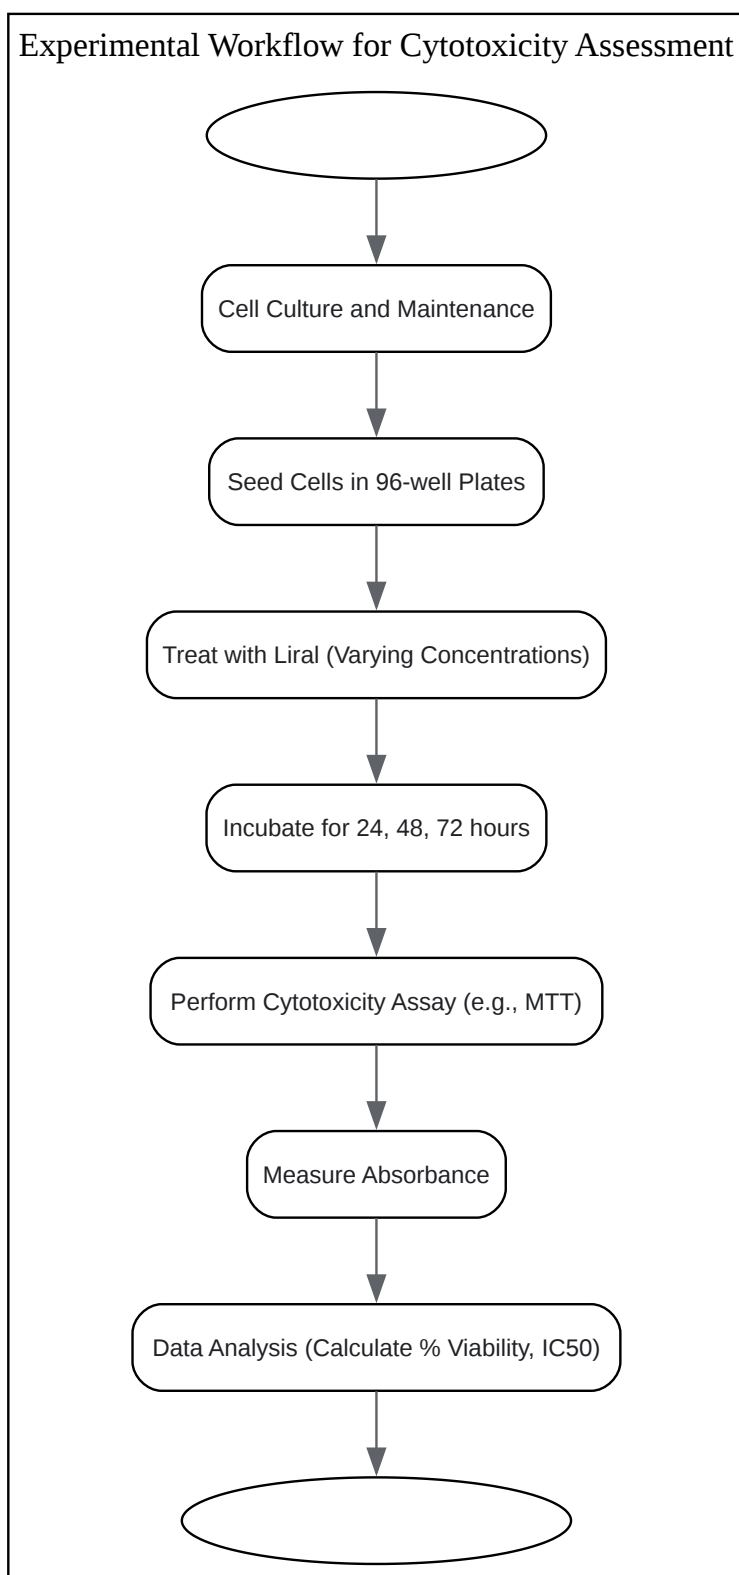 Experimental Workflow for Cytotoxicity Assessment
Cell Culture and Maintenance
Seed Cells in 96-well Plates
Treat with Liral (Varying Concentrations)
Incubate for 24, 48, 72 hours
Perform Cytotoxicity Assay (e.g., MTT)
Measure Absorbance
Data Analysis (Calculate % Viability, IC50)